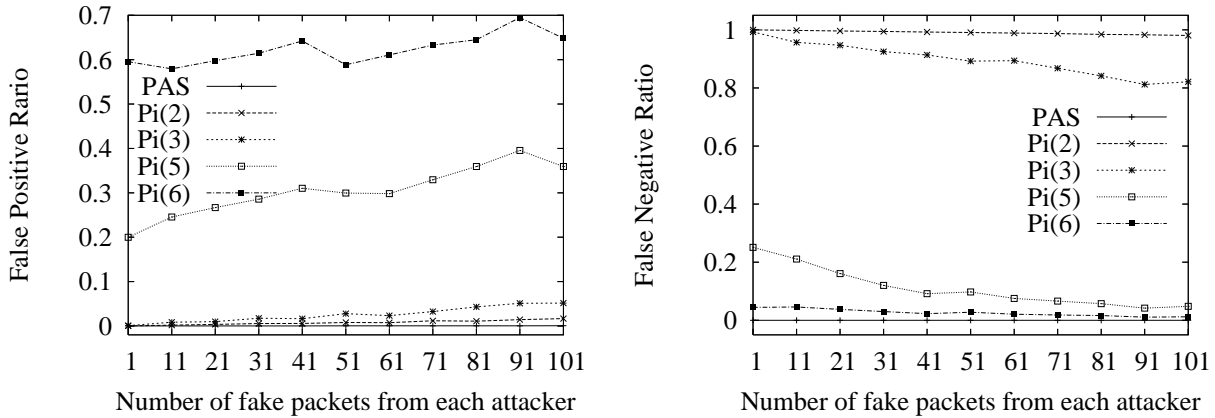 False Positive Rario
0.7
0.6
0.5
0.4
0.3
0.2
0.1
0
PAS
Pi(2)
Pi(3)
Pi(5)
Pi(6)
1 11 21 31 41 51 61 71 81 91 101
Number of fake packets from each attacker
False Negative Ratio
1
0.8
0.6
0.4
0.2
0
PAS
Pi(2)
Pi(3)
Pi(5)
Pi(6)
1 11 21 31 41 51 61 71 81 91 101
Number of fake packets from each attacker